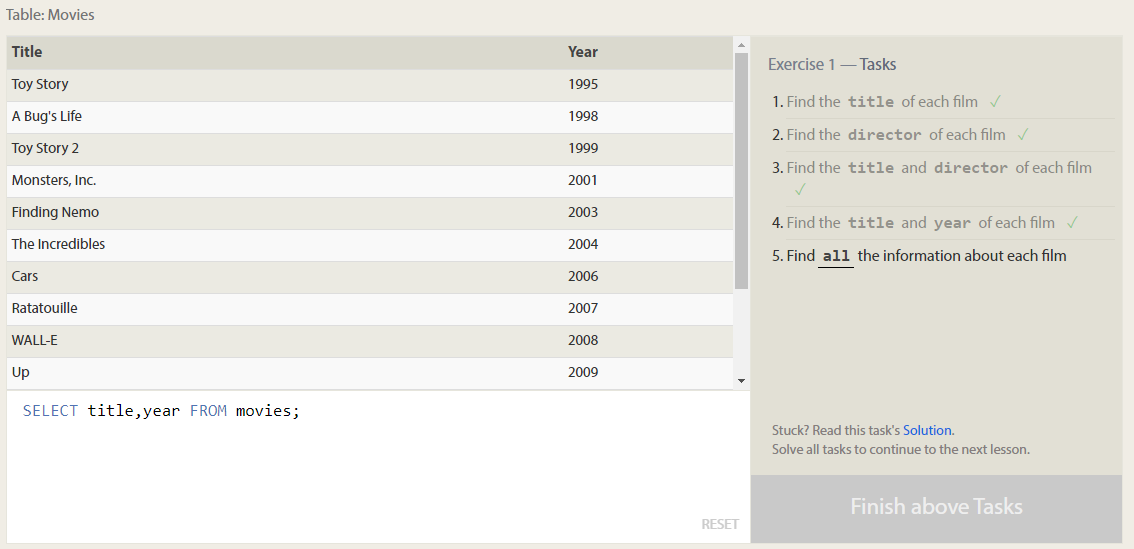 Table: Movies
Title Year
Toy Story 1995
A Bug's Life 1998
Toy Story 2 1999
Monsters, Inc. 2001
Finding Nemo 2003
The Incredibles 2004
Cars 2006
Ratatouille 2007
WALL-E 2008
Up 2009
SELECT title,year FROM movies;
RESET
Exercise 1 — Tasks
1. Find the title of each film ✓
2. Find the director of each film ✓
3. Find the title and director of each film
✓
4. Find the title and year of each film ✓
5. Find all the information about each film
Stuck? Read this task's Solution.
Solve all tasks to continue to the next lesson.
Finish above Tasks